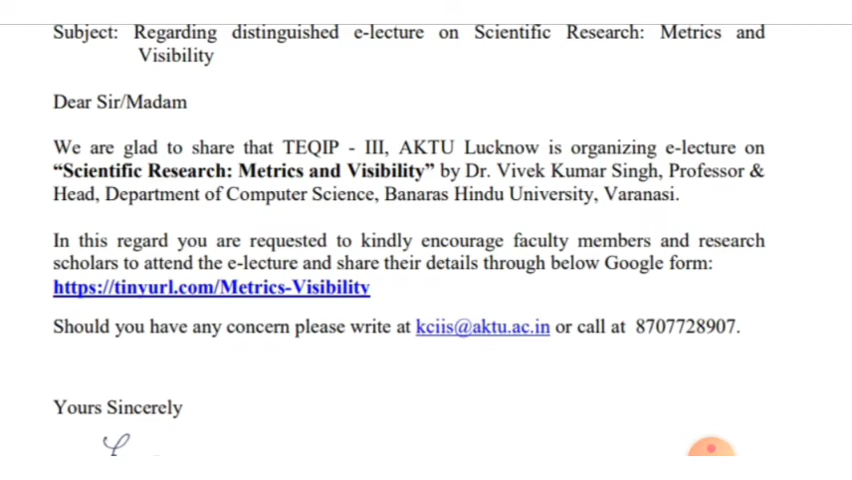 Subject: Regarding distinguished e-lecture on Scientific Research: Metrics and
Visibility
Dear Sir/Madam
We are glad to share that TEQIP - III, AKTU Lucknow is organizing e-lecture on
“Scientific Research: Metrics and Visibility” by Dr. Vivek Kumar Singh, Professor &
Head, Department of Computer Science, Banaras Hindu University, Varanasi.
In this regard you are requested to kindly encourage faculty members and research
scholars to attend the e-lecture and share their details through below Google form:
https://tinyurl.com/Metrics-Visibility
Should you have any concern please write at kciis@aktu.ac.in or call at 8707728907.
Yours Sincerely